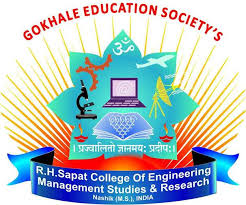 GOKHALE EDUCATION SOCIETY'S
ॐ
। प्रज्वालितो ज्ञानमय: प्रदीप: ।
R.H.Sapat College Of Engineering
Management Studies & Research
Nashik (M.S.), INDIA